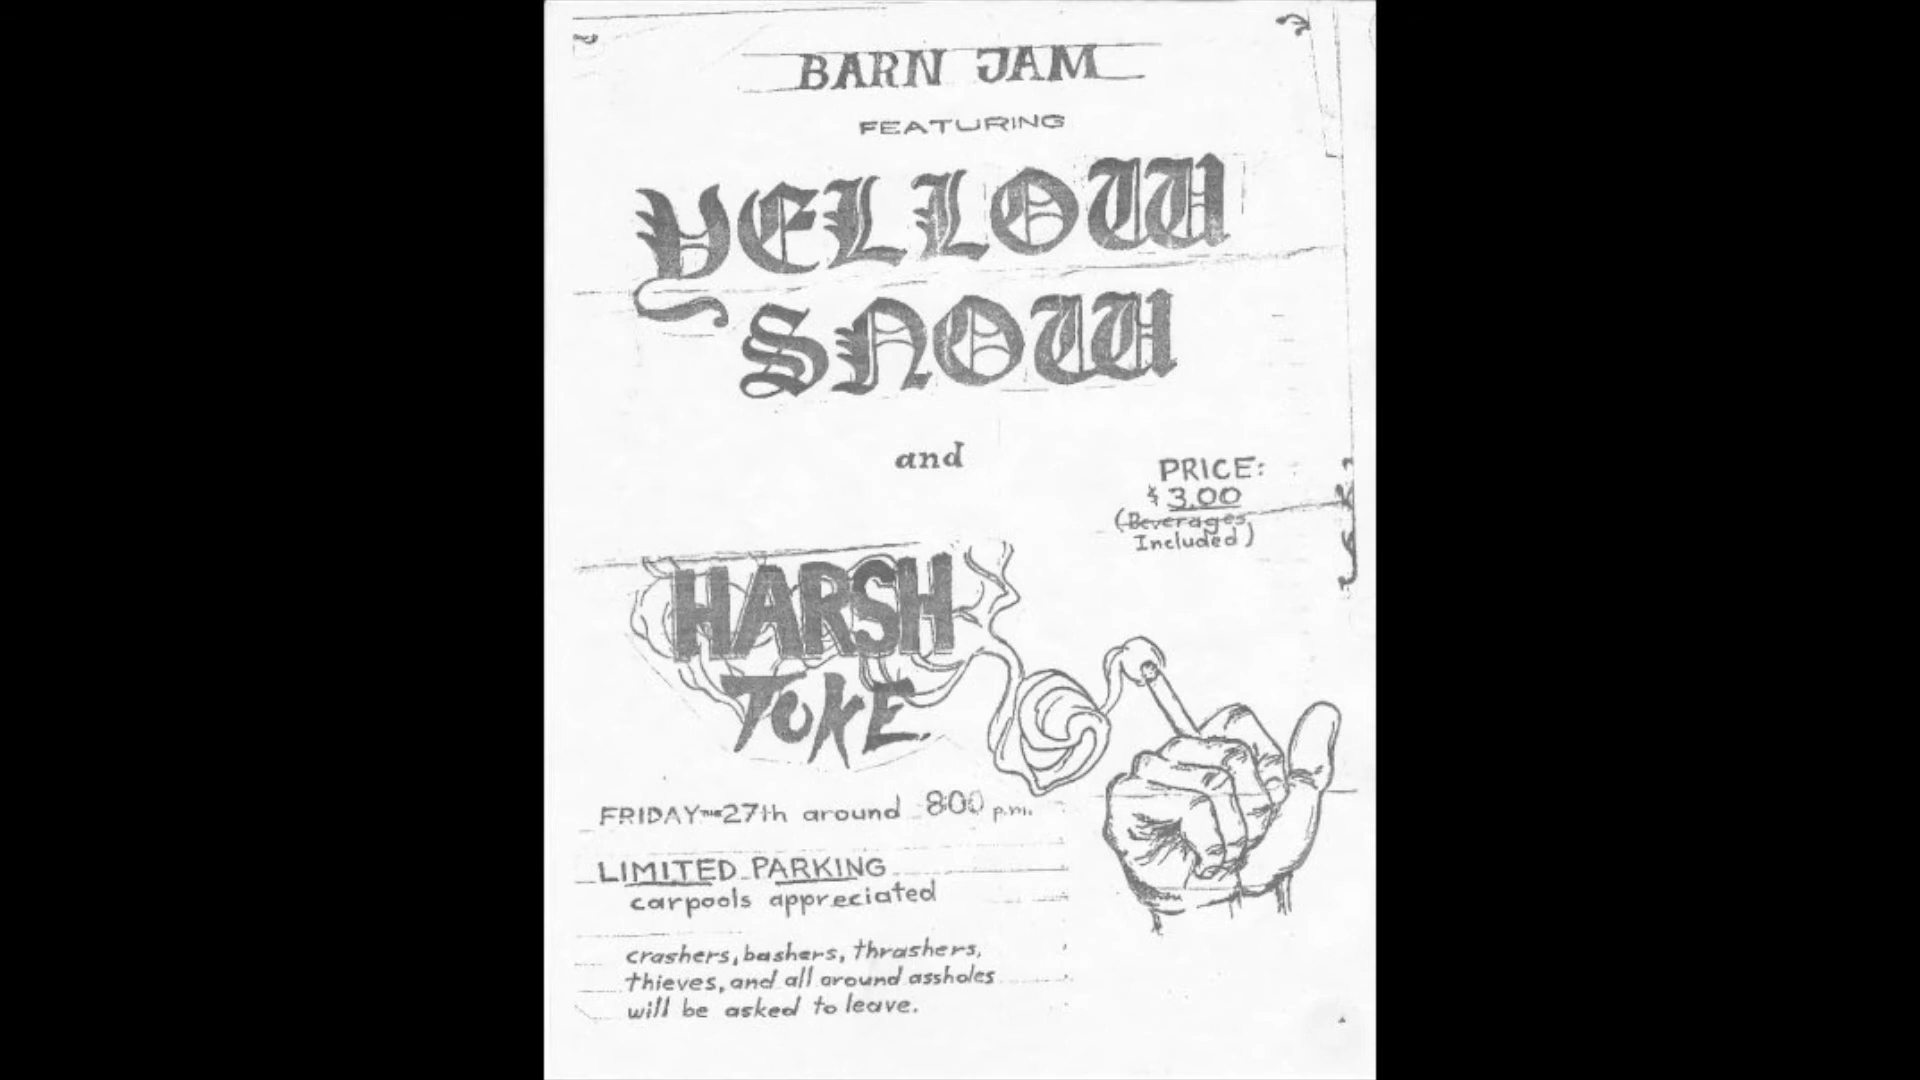 BARN JAM
FEATURING
YELLOW
SNOW
and
PRICE:
$3.00
(Beverages
Included)
HARSH
TOKE
FRIDAY THE 27th around 8:00 p.m.
LIMITED PARKING
carpools appreciated
crashers, bashers, thrashers,
thieves, and all around assholes
will be asked to leave.